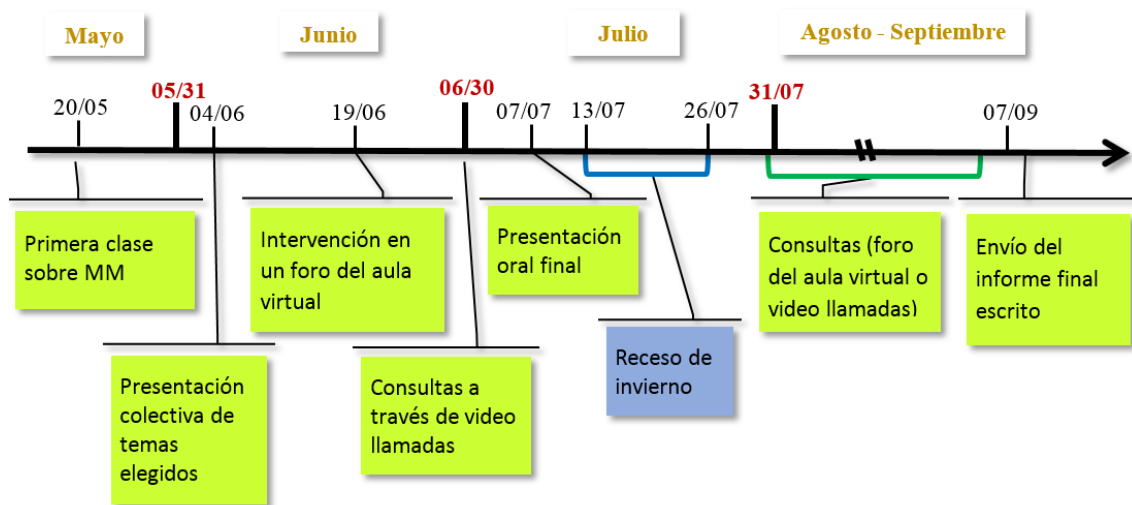 Mayo
Junio
Julio
Agosto - Septiembre
20/05
05/31
04/06
19/06
06/30
07/07
13/07
26/07
31/07
07/09
Primera clase
sobre MM
Presentación
colectiva de
temas
elegidos
Intervención en
un foro del aula
virtual
Consultas a
través de video
llamadas
Presentación
oral final
Receso de
invierno
Consultas (foro
del aula virtual o
video llamadas)
Envío del
informe final
escrito